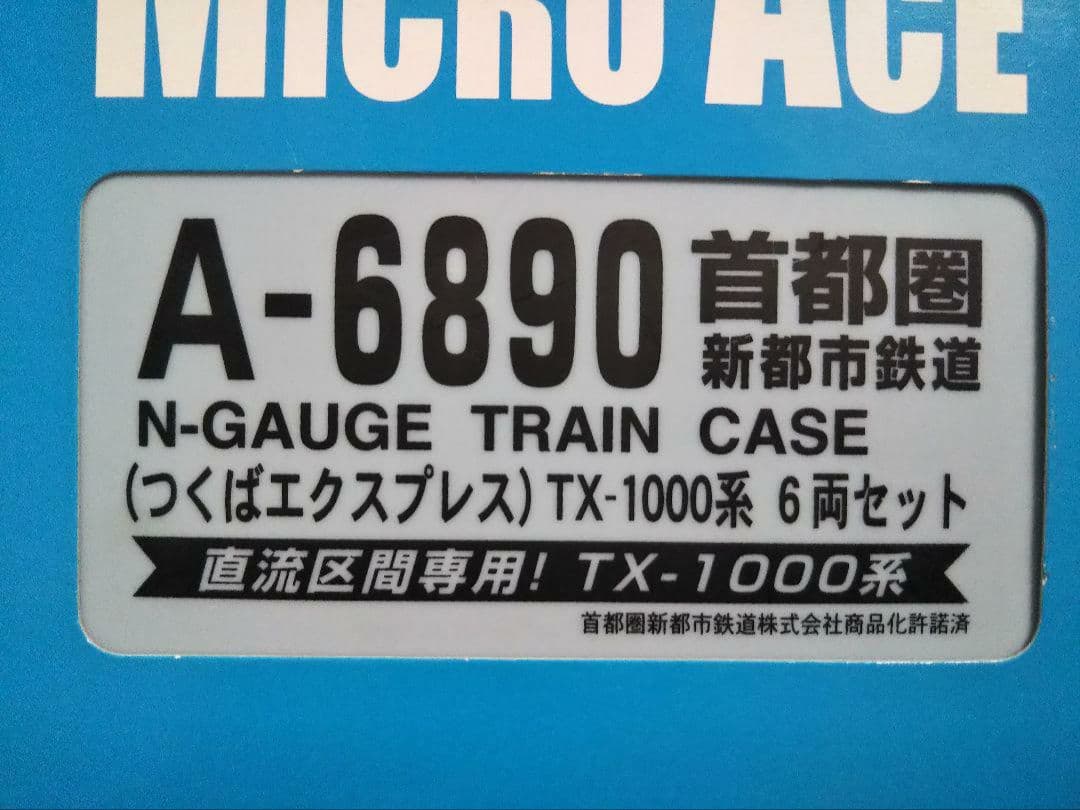 MICRO ACE
A-6890 首都圏
新都市鉄道
N-GAUGE TRAIN CASE
(つくばエクスプレス)TX-1000系 6両セット
直流区間専用! TX-1000系
首都圏新都市鉄道株式会社商品化許諾済